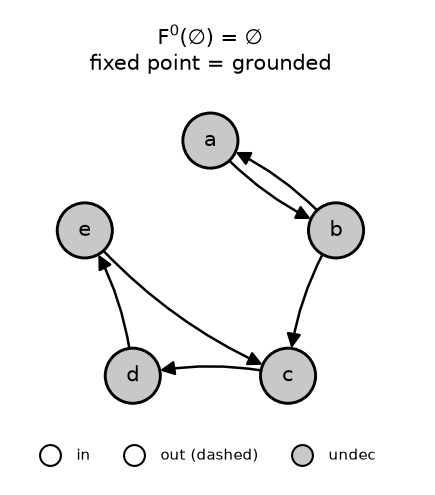 F⁰(∅) = ∅
fixed point = grounded
a
b
e
d
c
in
out (dashed)
undec